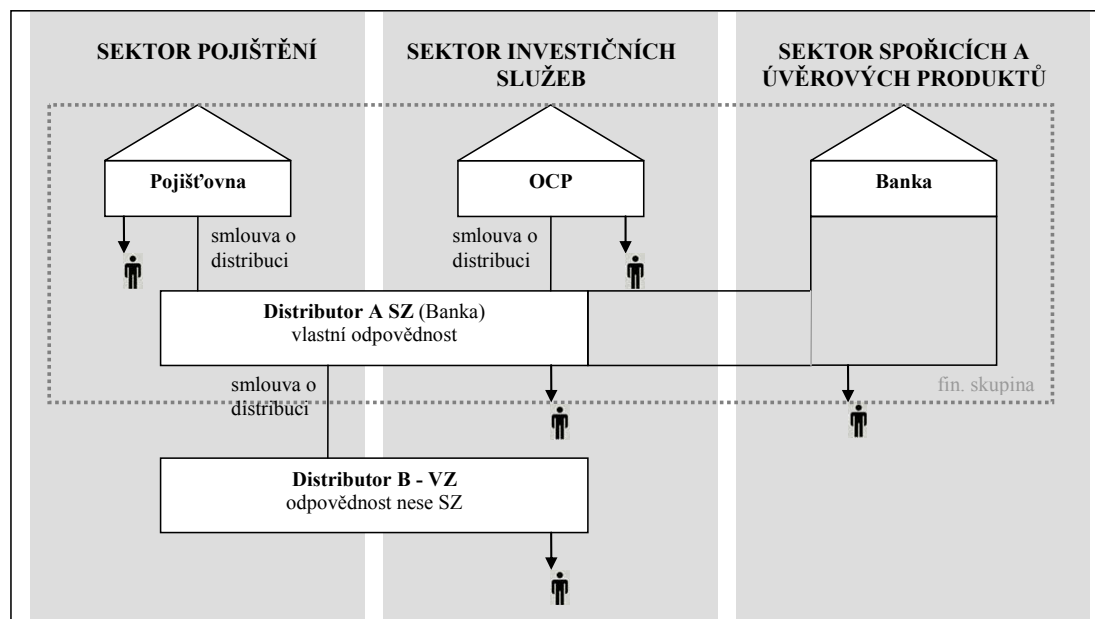 SEKTOR POJIŠTĚNÍ
SEKTOR INVESTIČNÍCH
SLUŽEB
SEKTOR SPOŘICÍCH A
ÚVĚROVÝCH PRODUKTŮ
Pojišťovna
OCP
Banka
smlouva o
distribuci
smlouva o
distribuci
Distributor A SZ (Banka)
vlastní odpovědnost
smlouva o
distribuci
fin. skupina
Distributor B - VZ
odpovědnost nese SZ